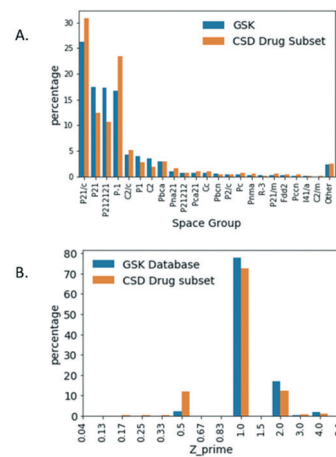 A.
GSK
CSD Drug Subset
percentage
30
25
20
15
10
5
0
P21/c
P21
P212121
P-1
C2/c
P1
C2
Pbca
Pna21
P21212
Pca21
Cc
Pbcn
P2/c
Pc
Pnma
R-3
P21/m
Fdd2
Pccn
I41/a
C2/m
Other
Space Group
B.
GSK Database
CSD Drug subset
percentage
80
70
60
50
40
30
20
10
0
0.04
0.13
0.17
0.25
0.33
0.5
0.67
0.83
1.0
1.5
2.0
3.0
4.0
Z_prime